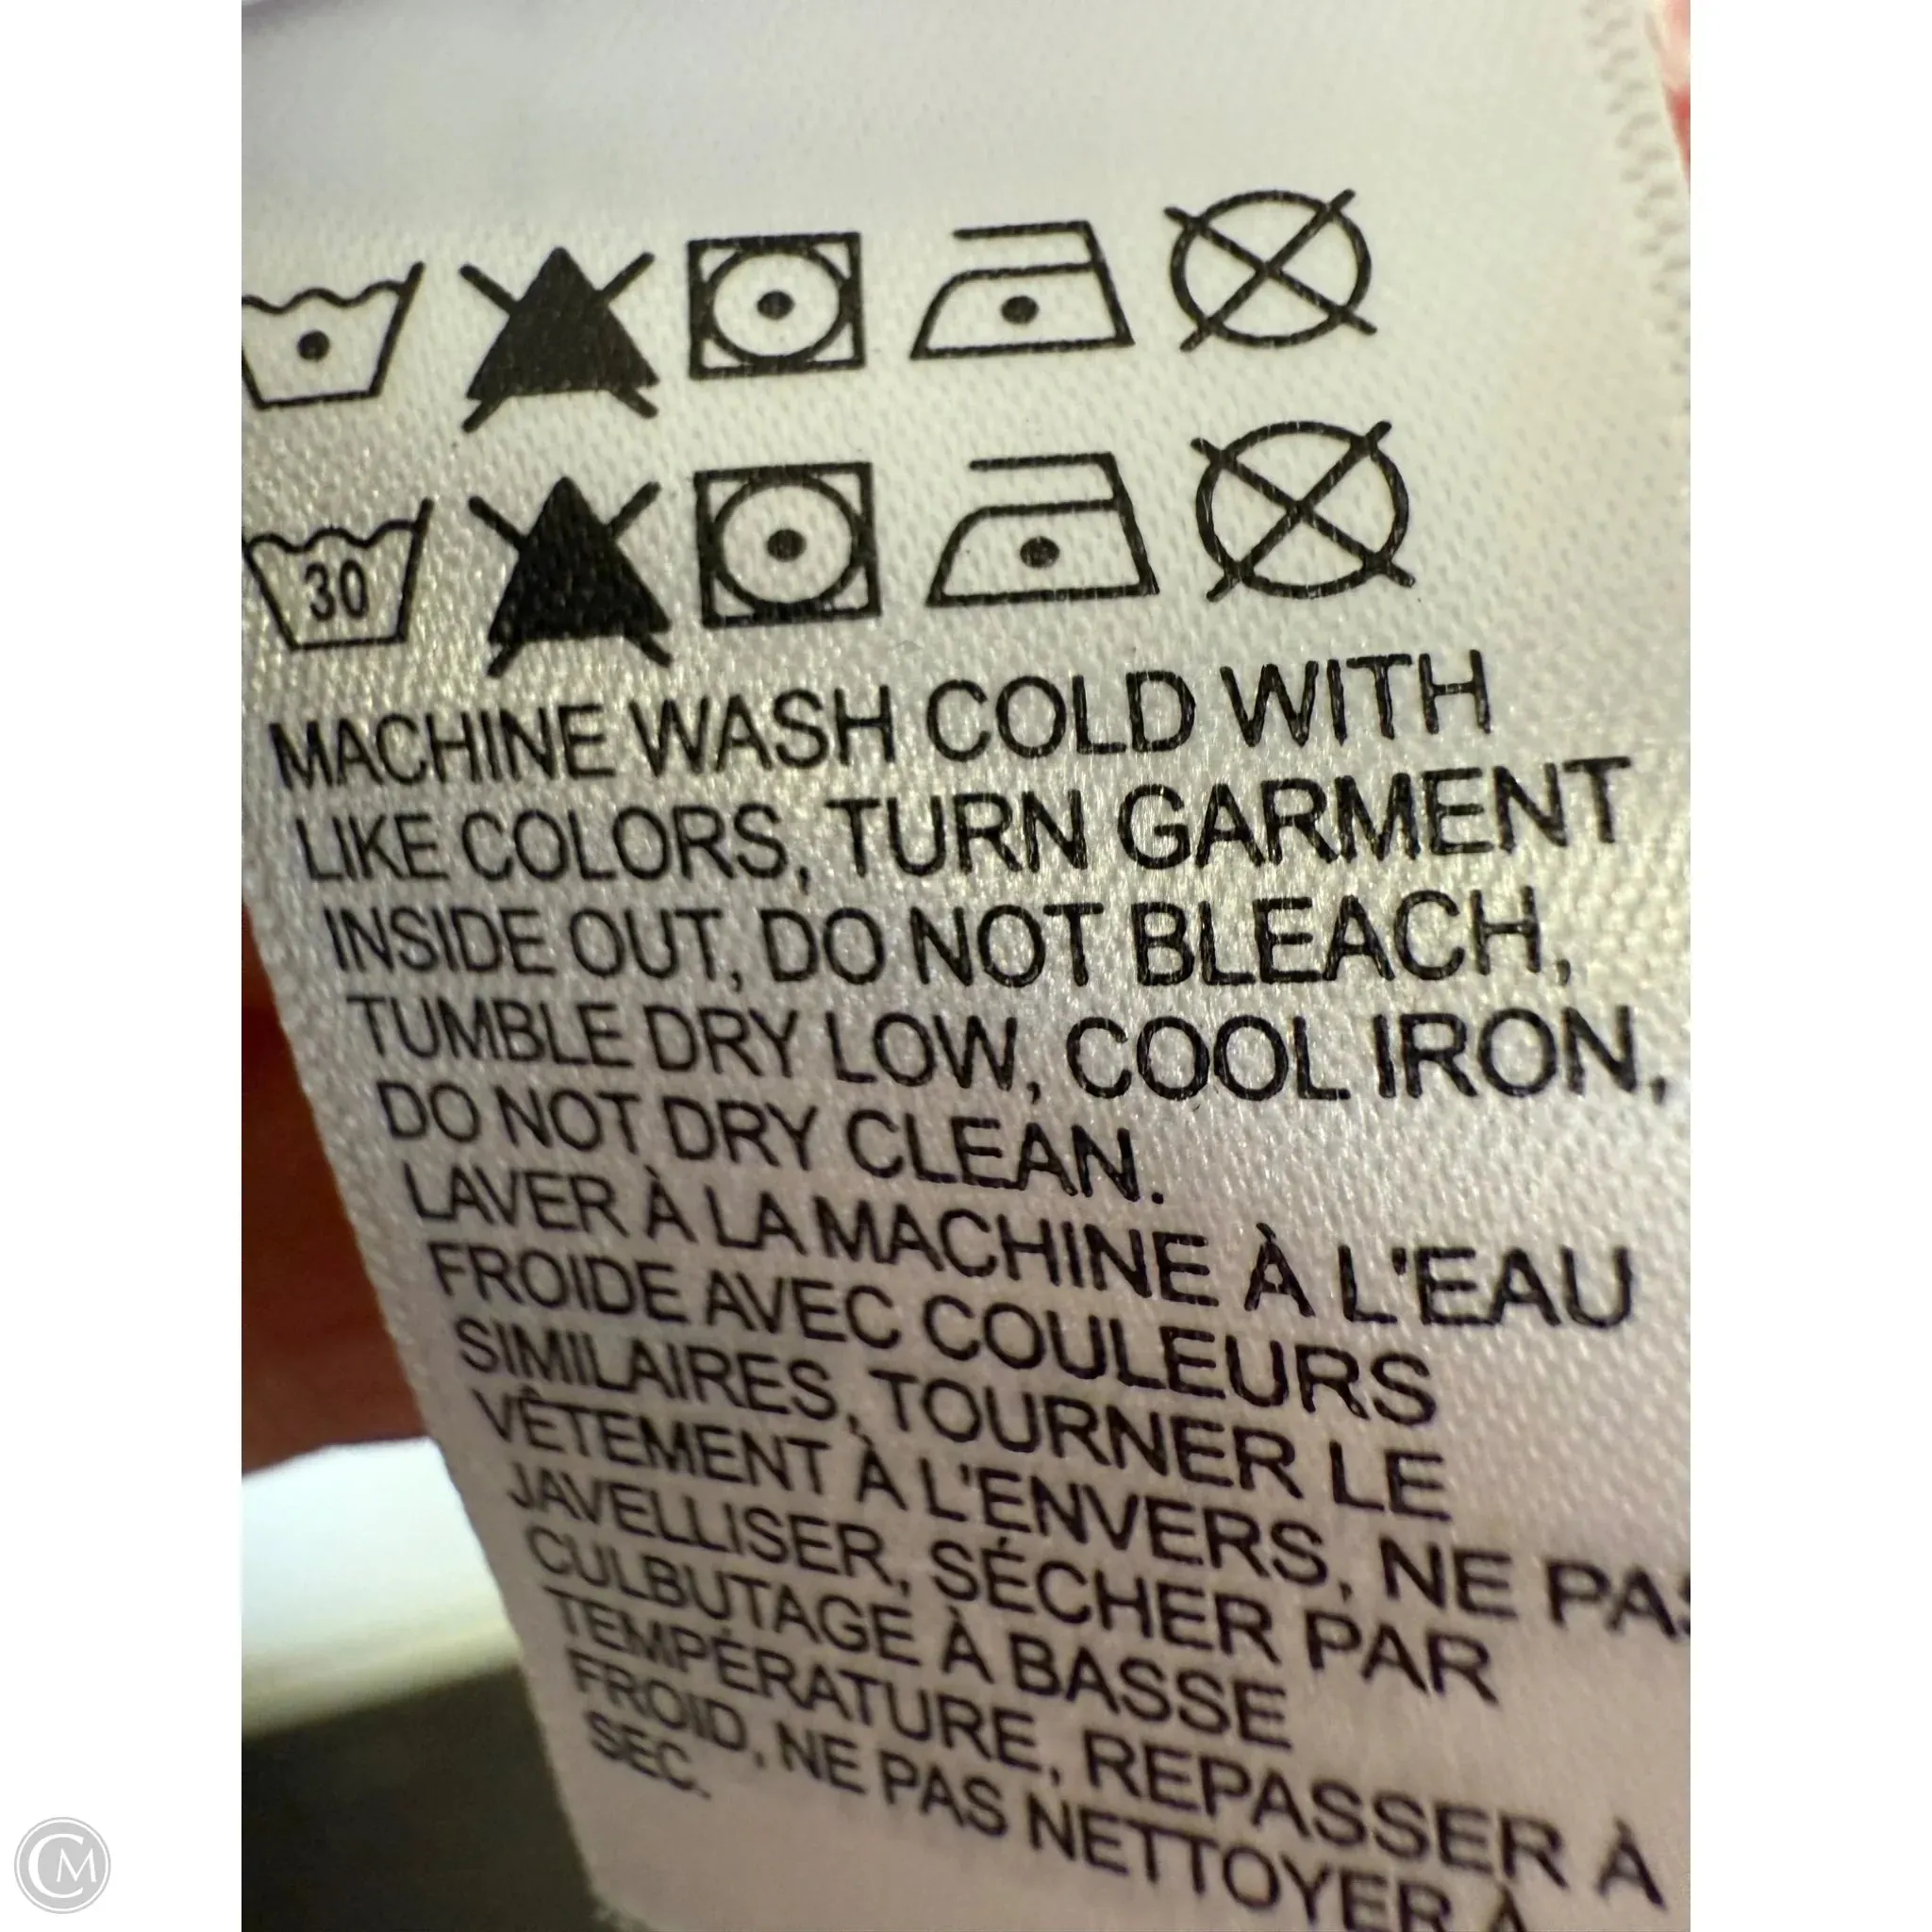 30
MACHINE WASH COLD WITH
LIKE COLORS, TURN GARMENT
INSIDE OUT, DO NOT BLEACH,
TUMBLE DRY LOW, COOL IRON,
DO NOT DRY CLEAN.
LAVER À LA MACHINE À L'EAU
FROIDE AVEC COULEURS
SIMILAIRES, TOURNER LE
VÊTEMENT À L'ENVERS, NE PAS
JAVELLISER, SÉCHER PAR
CULBUTAGE À BASSE
TEMPÉRATURE, REPASSER À
FROID, NE PAS NETTOYER À
SEC.
CM